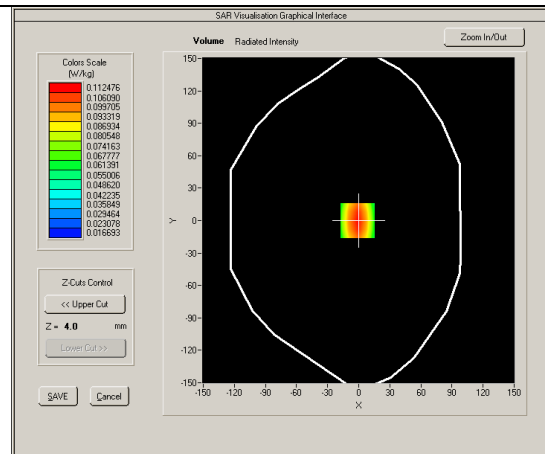 SAR Visualisation Graphical Interface
Volume Radiated Intensity
Zoom In/Out
Colors Scale
(W/kg)
0.112476
0.106090
0.099705
0.093319
0.086934
0.080548
0.074163
0.067777
0.061391
0.055006
0.048620
0.042235
0.035849
0.029464
0.023078
0.016693
Z-Cuts Control
<< Upper Cut
Z = 4.0 mm
Lower Cut >>
SAVE Cancel
150
120
90
60
30
0
-30
-60
-90
-120
-150
Y
-150 -120 -90 -60 -30 0 30 60 90 120 150
X